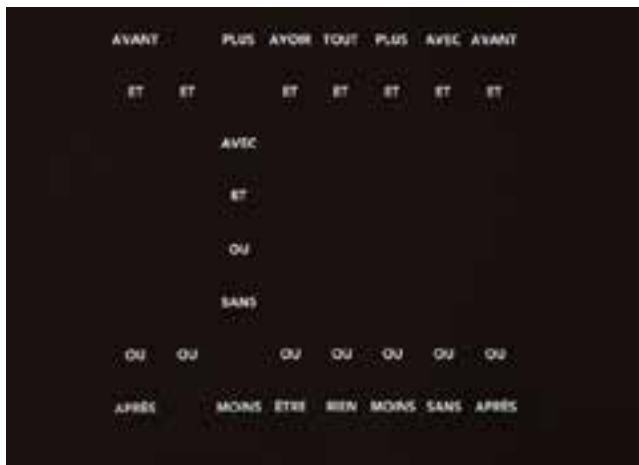 AVANT PLUS AVOIR TOUT PLUS AVEC AVANT
ET ET ET ET ET ET ET
AVEC
ET
OU
SANS
OU OU OU OU OU OU OU
APRÈS MOINS ÊTRE RIEN MOINS SANS APRÈS